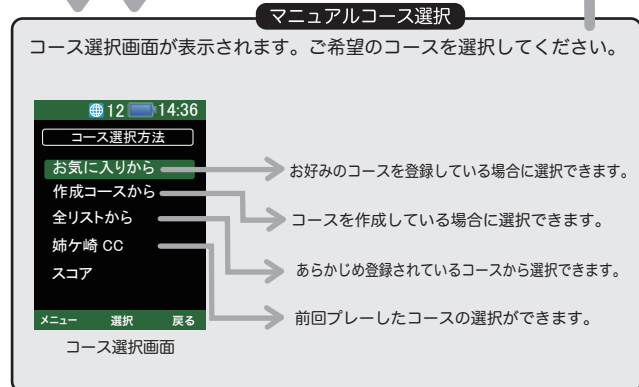 マニュアルコース選択
コース選択画面が表示されます。ご希望のコースを選択してください。
12 14:36
コース選択方法
お気に入りから
お好みのコースを登録している場合に選択できます。
作成コースから
コースを作成している場合に選択できます。
全リストから
あらかじめ登録されているコースから選択できます。
姉ケ崎 CC
前回プレーしたコースの選択ができます。
スコア
メニュー 選択 戻る
コース選択画面